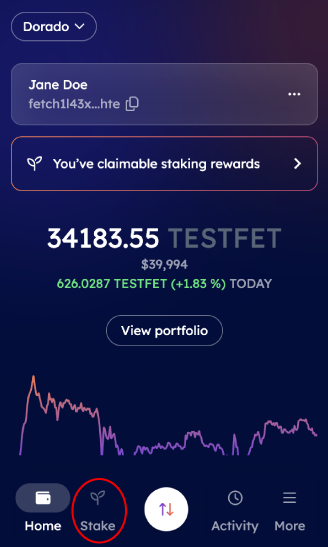 Dorado
Jane Doe
fetch1l43x...hte
You've claimable staking rewards
34183.55 TESTFET
$39,994
626.0287 TESTFET (+1.83 %) TODAY
View portfolio
Home
Stake
Activity
More